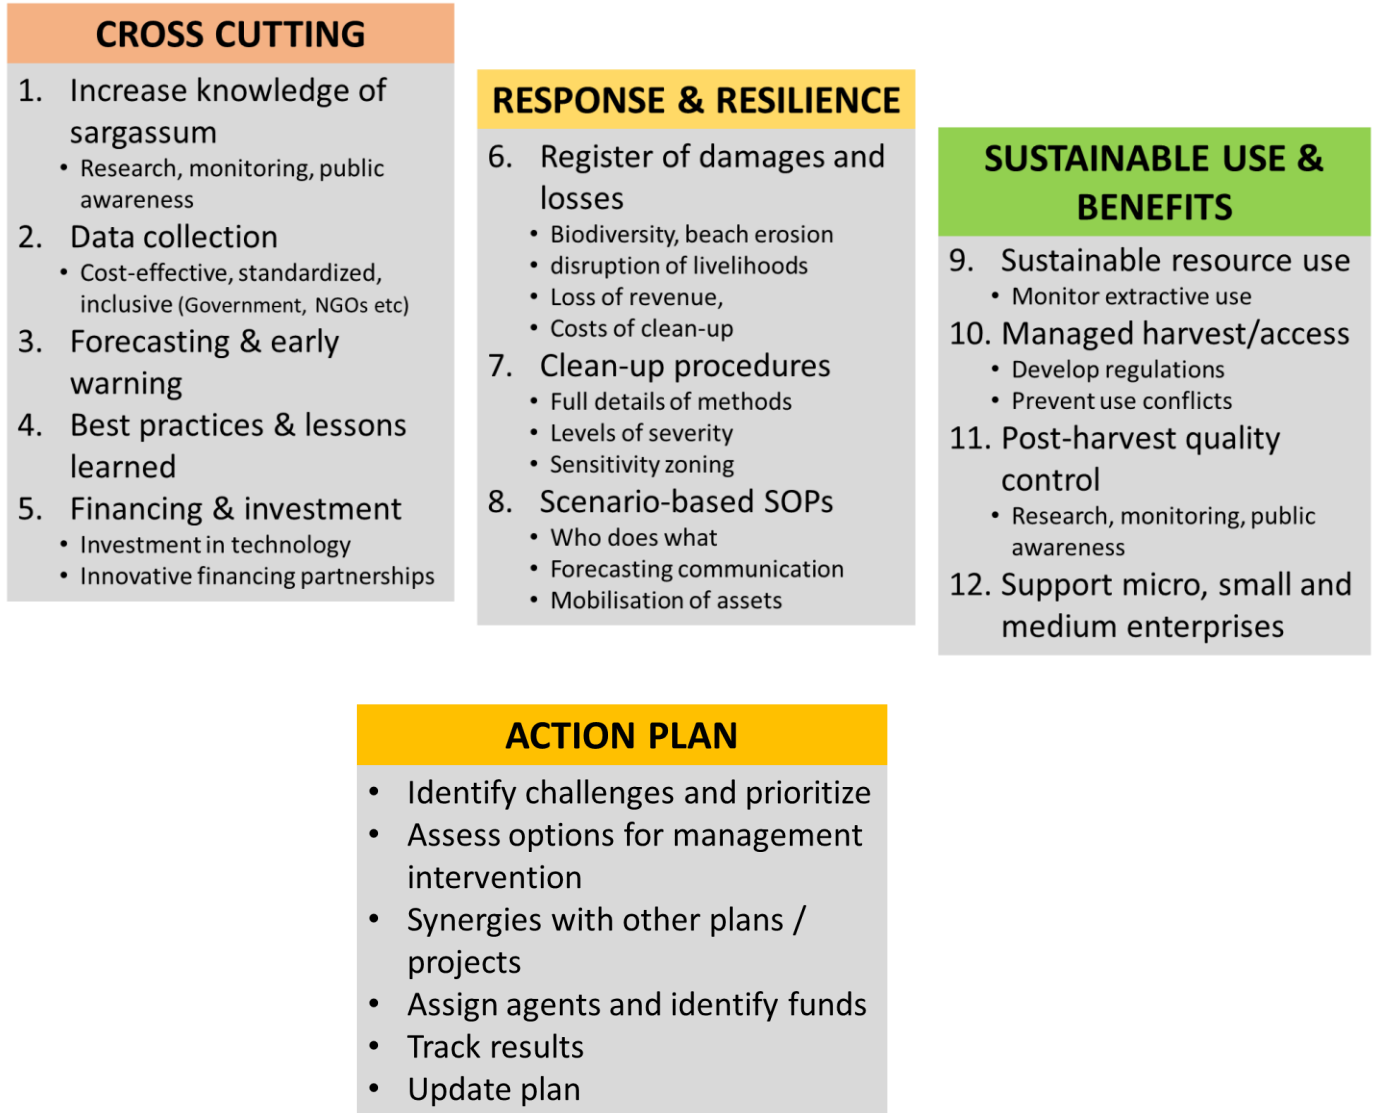 CROSS CUTTING
1. Increase knowledge of
sargassum
• Research, monitoring, public
awareness
2. Data collection
• Cost-effective, standardized,
inclusive (Government, NGOs etc)
3. Forecasting & early
warning
4. Best practices & lessons
learned
5. Financing & investment
• Investment in technology
• Innovative financing partnerships
RESPONSE & RESILIENCE
6. Register of damages and
losses
• Biodiversity, beach erosion
• disruption of livelihoods
• Loss of revenue,
• Costs of clean-up
7. Clean-up procedures
• Full details of methods
• Levels of severity
• Sensitivity zoning
8. Scenario-based SOPs
• Who does what
• Forecasting communication
• Mobilisation of assets
SUSTAINABLE USE &
BENEFITS
9. Sustainable resource use
• Monitor extractive use
10. Managed harvest/access
• Develop regulations
• Prevent use conflicts
11. Post-harvest quality
control
• Research, monitoring, public
awareness
12. Support micro, small and
medium enterprises
ACTION PLAN
• Identify challenges and prioritize
• Assess options for management
intervention
• Synergies with other plans /
projects
• Assign agents and identify funds
• Track results
• Update plan